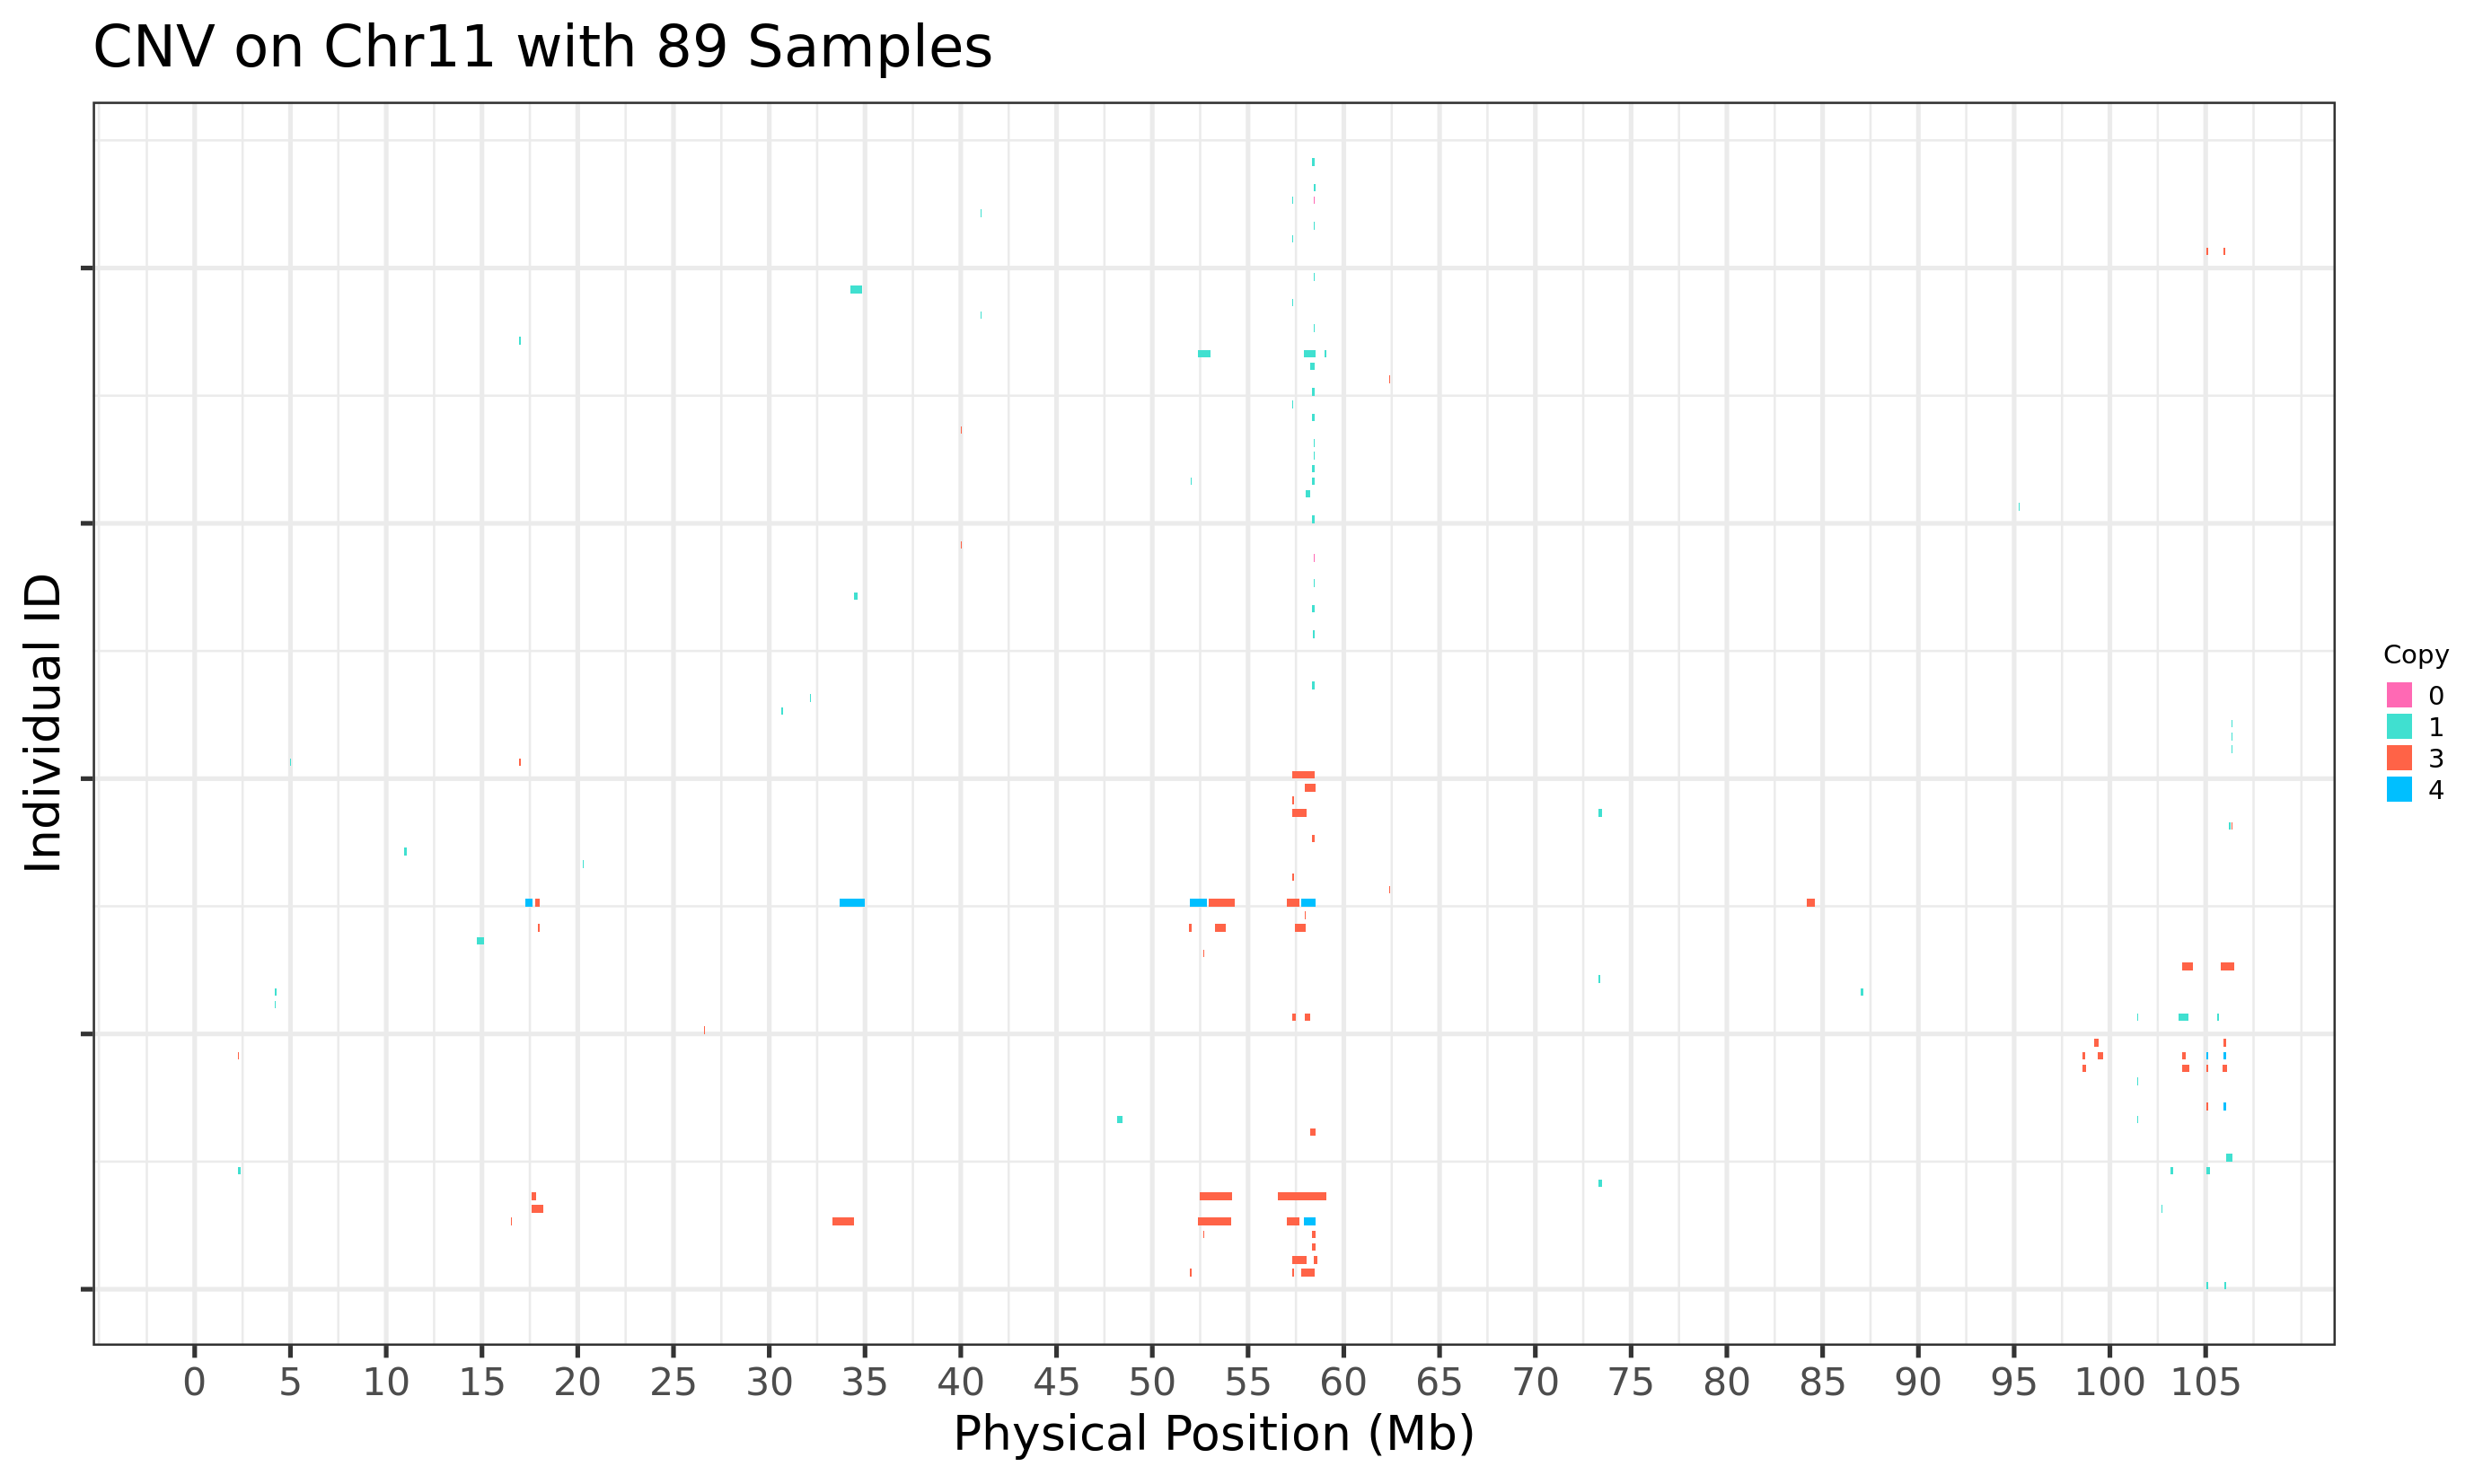 CNV on Chr11 with 89 Samples
Individual ID
Copy
0
1
3
4
0 5 10 15 20 25 30 35 40 45 50 55 60 65 70 75 80 85 90 95 100 105
Physical Position (Mb)